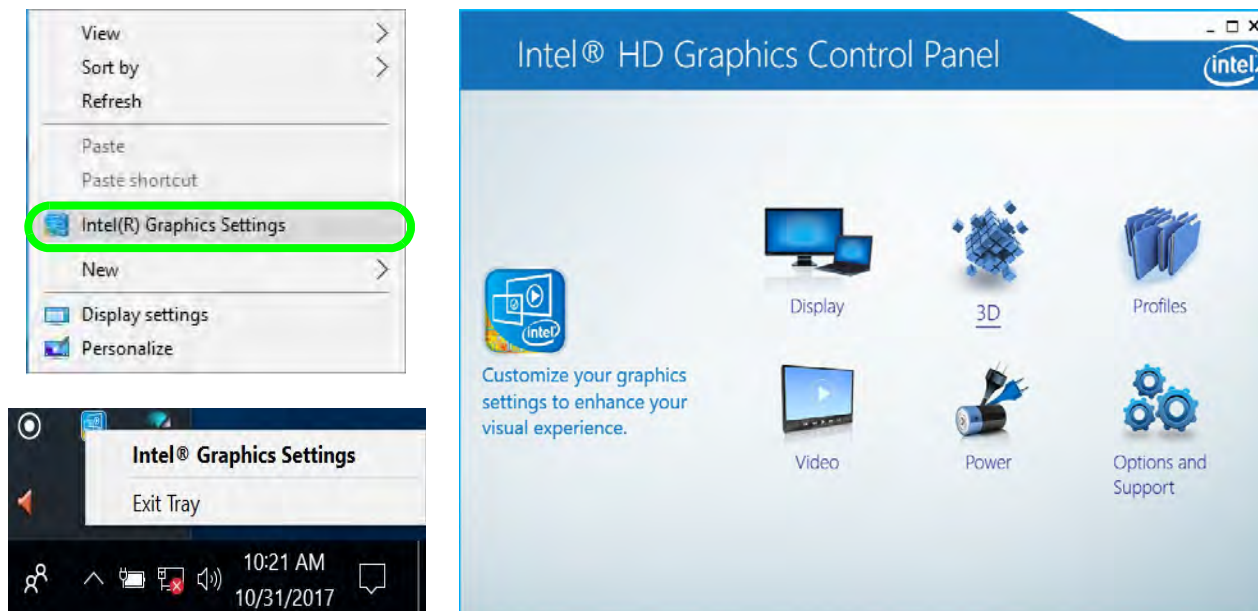 View
Sort by
Refresh
Paste
Paste shortcut
Intel(R) Graphics Settings
New
Display settings
Personalize
Intel® Graphics Settings
Exit Tray
10:21 AM
10/31/2017
Intel® HD Graphics Control Panel
intel
Display
3D
Profiles
intel
Customize your graphics
settings to enhance your
visual experience.
Video
Power
Options and
Support